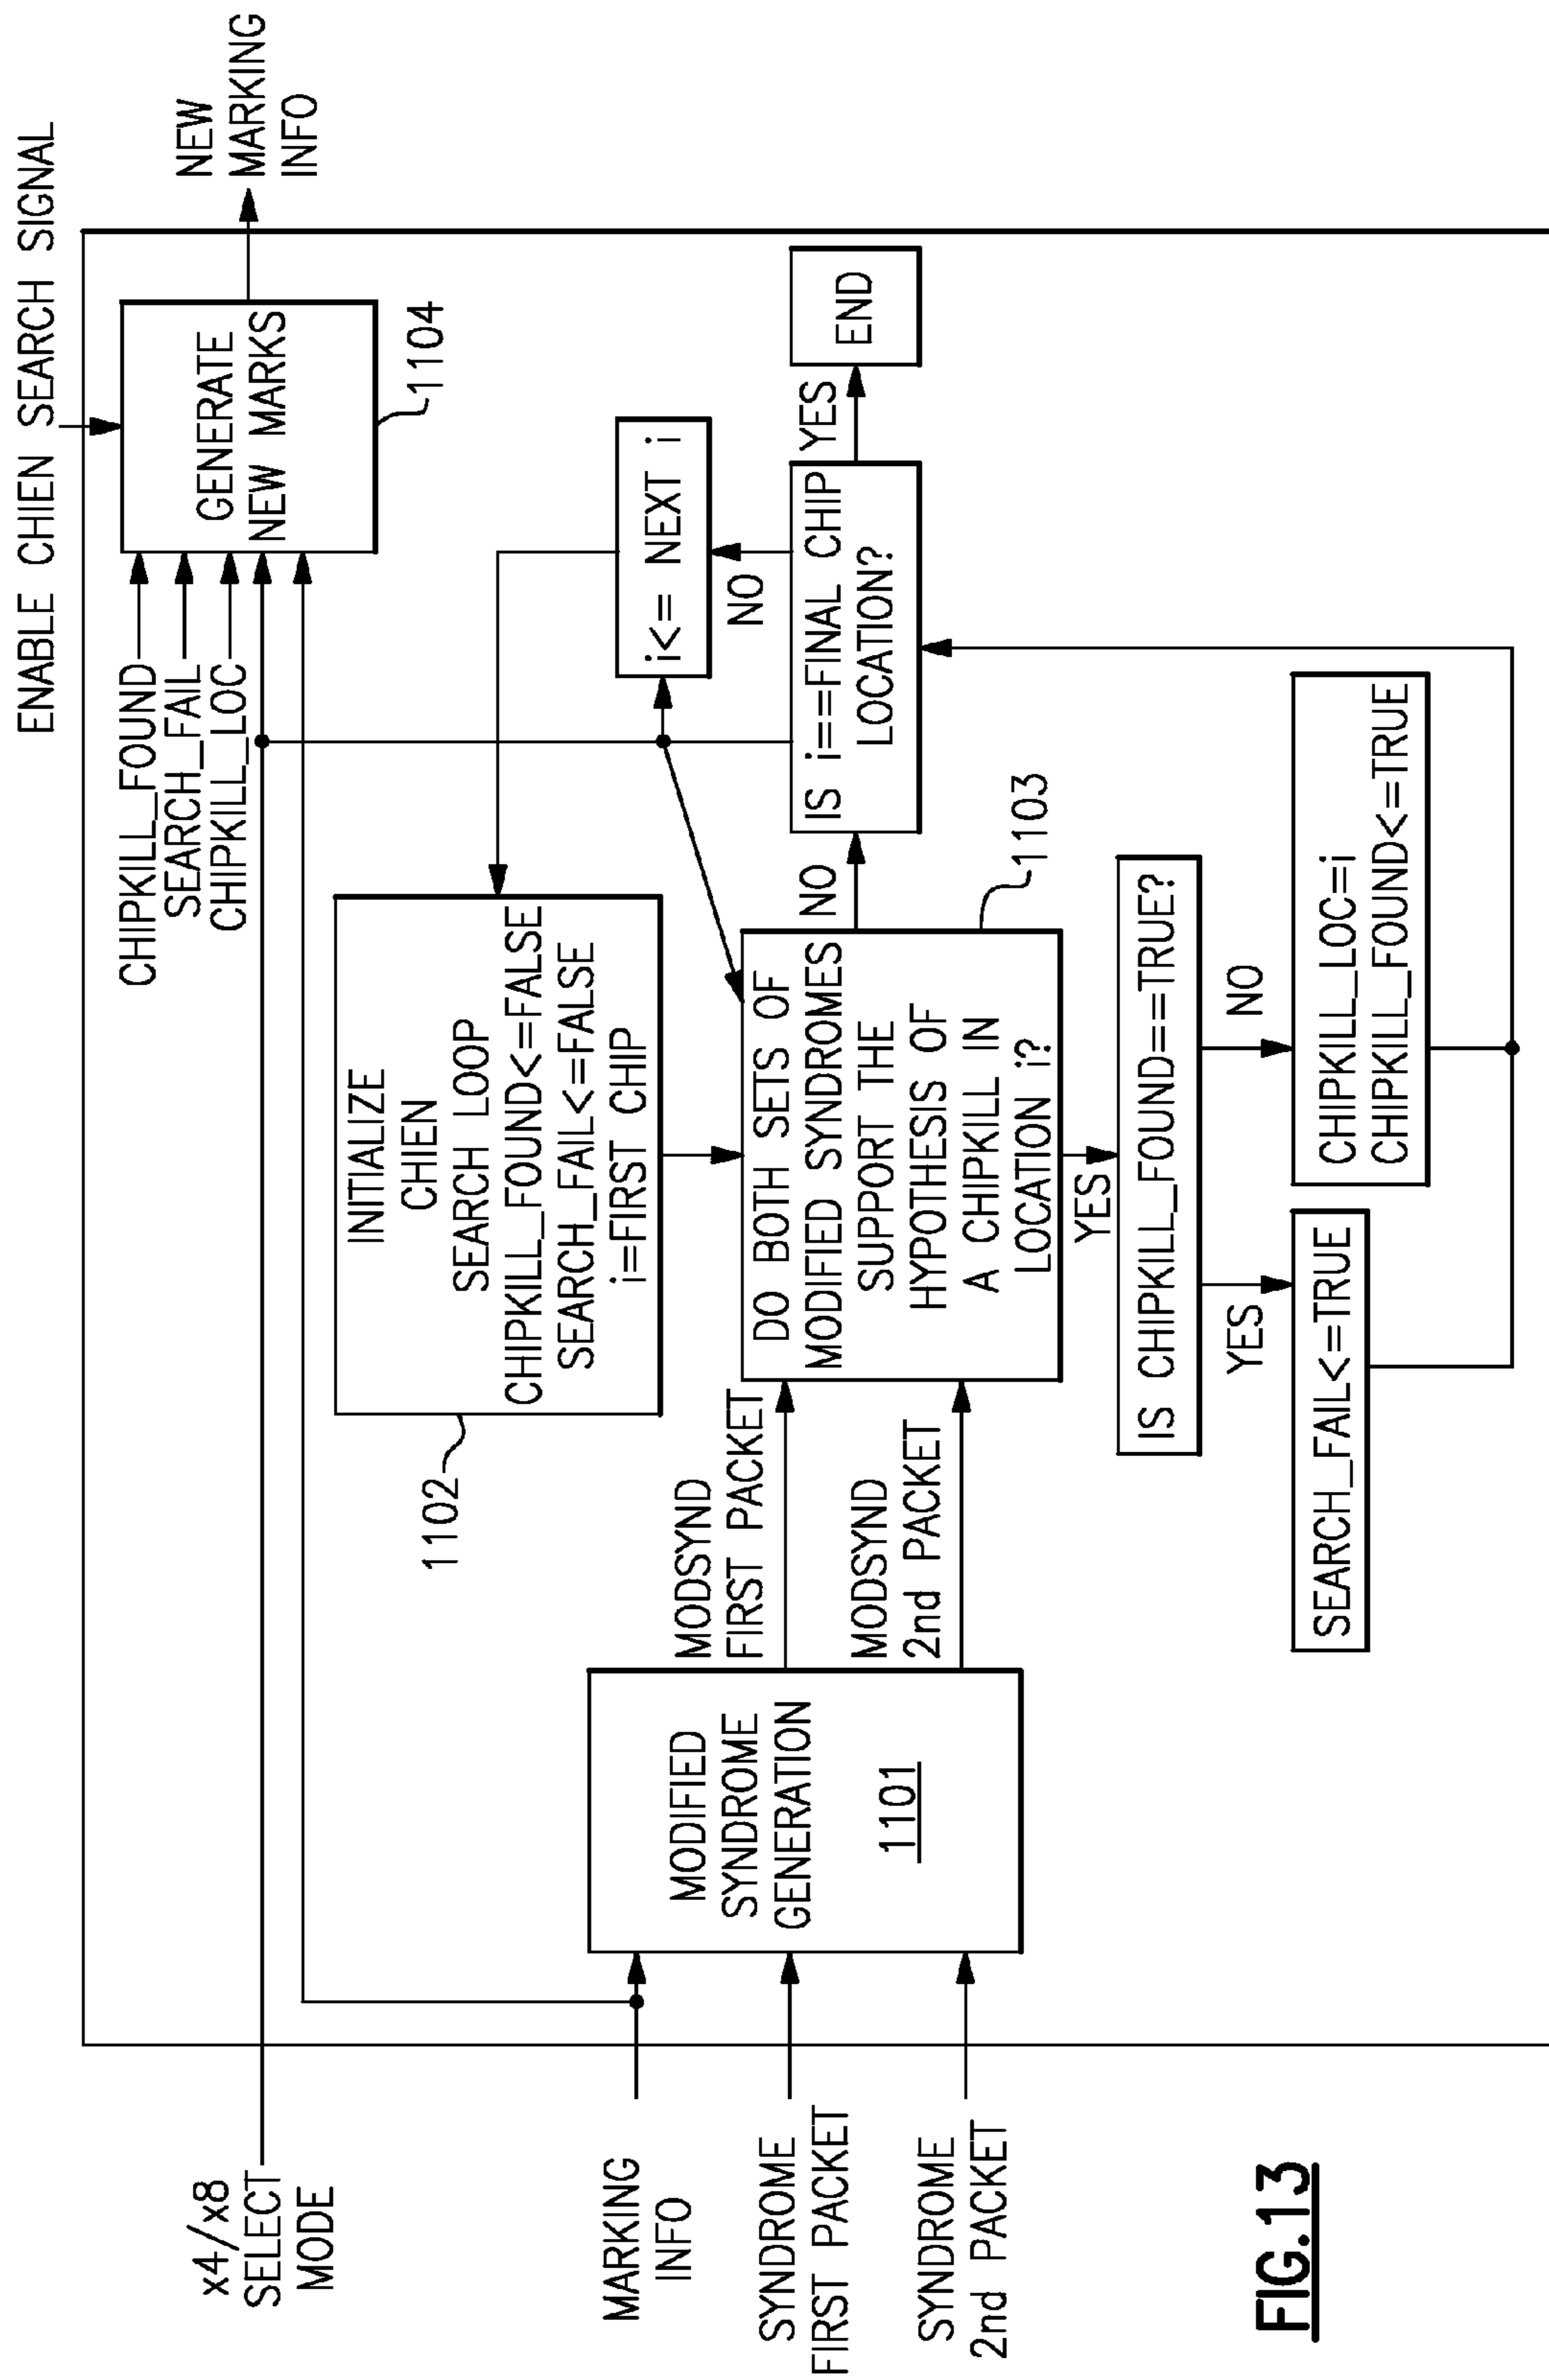 ENABLE CHIEN SEARCH SIGNAL
x4/x8
SELECT
MODE
CHIPKILL_FOUND
SEARCH_FAIL
CHIPKILL_LOC
GENERATE
NEW MARKS
1104
NEW
MARKING
INFO
INITIALIZE
CHIEN
SEARCH LOOP
CHIPKILL_FOUND<=FALSE
SEARCH_FAIL<=FALSE
i=FIRST CHIP
1102
i<= NEXT i
NO
MARKING
INFO
SYNDROME
FIRST PACKET
SYNDROME
2nd PACKET
MODIFIED
SYNDROME
GENERATION
1101
MODSYND
FIRST PACKET
MODSYND
2nd PACKET
DO BOTH SETS OF
MODIFIED SYNDROMES
SUPPORT THE
HYPOTHESIS OF
A CHIPKILL IN
LOCATION i?
1103
NO
IS i==FINAL CHIP
LOCATION?
YES
END
YES
IS CHIPKILL_FOUND==TRUE?
YES
NO
SEARCH_FAIL<=TRUE
CHIPKILL_LOC=i
CHIPKILL_FOUND<=TRUE
FIG.13